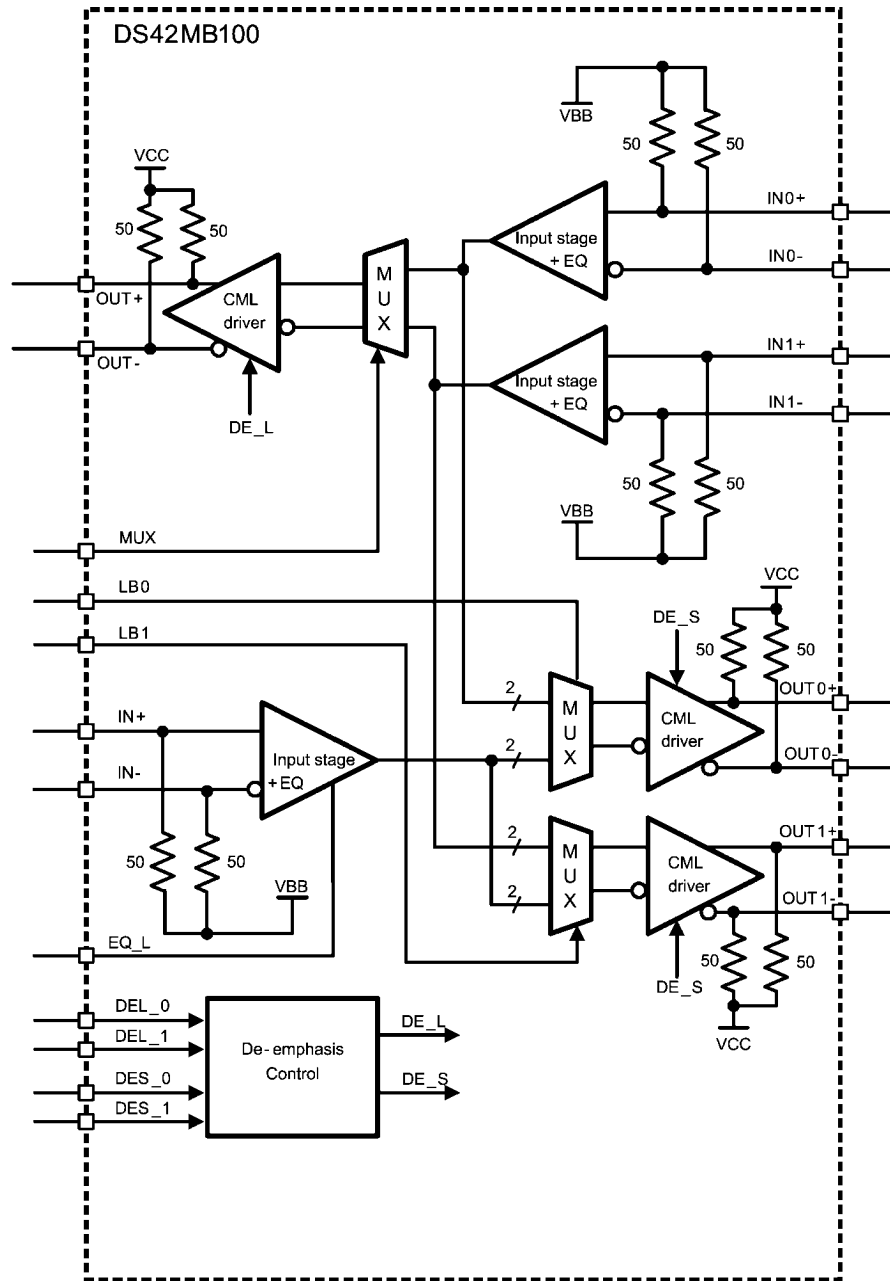 DS42MB100
VBB
50
50
VCC
50
50
IN0+
Input stage
+ EQ
IN0-
M
U
X
OUT+
CML
driver
OUT-
IN1+
Input stage
+ EQ
IN1-
DE_L
50
50
VBB
MUX
VCC
LB0
DE_S
LB1
50
50
2
OUT0+
M
U
X
CML
driver
IN+
2
Input stage
+ EQ
OUT0-
IN-
2
OUT1+
M
U
X
CML
driver
50
50
VBB
2
OUT1-
EQ_L
50
50
DE_S
VCC
DEL_0
DE_L
DEL_1
De-emphasis
Control
DES_0
DE_S
DES_1